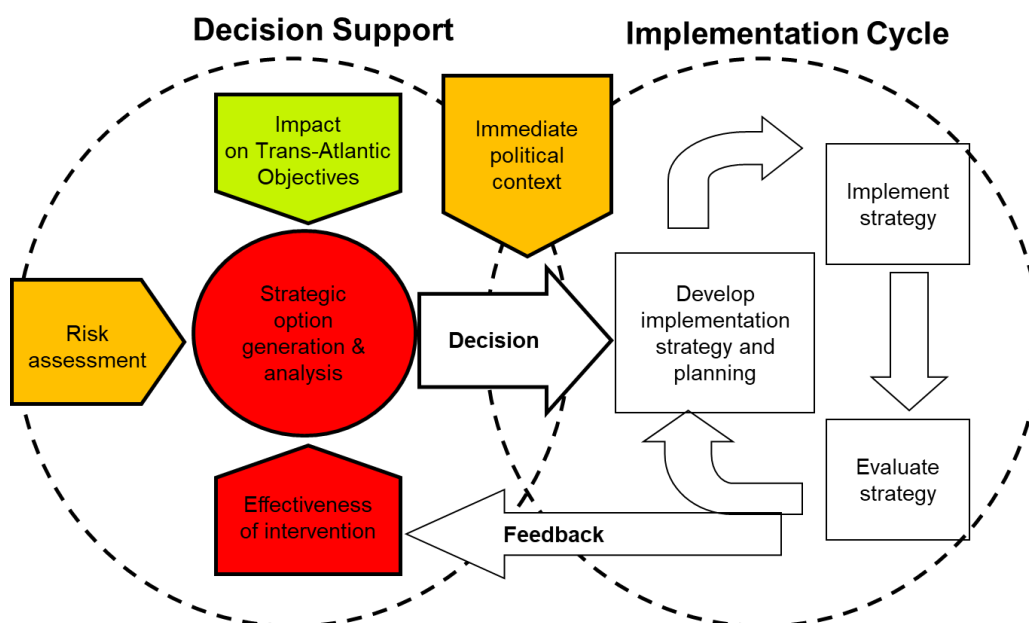 Decision Support
Implementation Cycle
Impact
on Trans-Atlantic
Objectives
Immediate
political
context
Implement
strategy
Risk
assessment
Strategic
option
generation &
analysis
Decision
Develop
implementation
strategy and
planning
Effectiveness
of intervention
Feedback
Evaluate
strategy